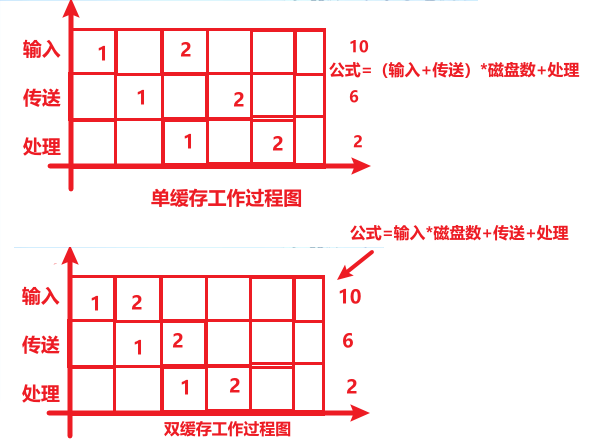 输入 1 2 10
公式=（输入+传送）*磁盘数+处理
传送 1 2 6
处理 1 2 2
单缓存工作过程图
公式=输入*磁盘数+传送+处理
输入 1 2 10
传送 1 2 6
处理 1 2 2
双缓存工作过程图